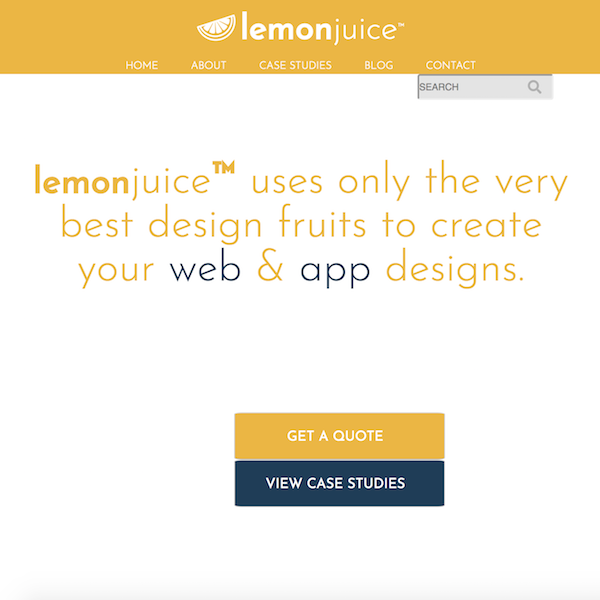 lemonjuice™
HOME ABOUT CASE STUDIES BLOG CONTACT
SEARCH
lemonjuice™ uses only the very
best design fruits to create
your web & app designs.
GET A QUOTE
VIEW CASE STUDIES